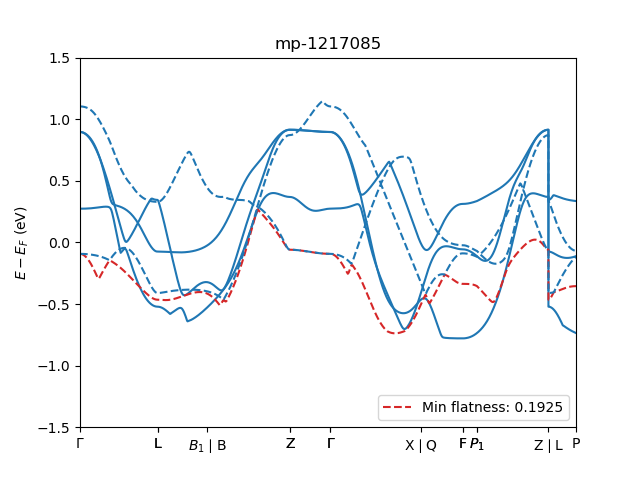 mp-1217085
1.5
1.0
0.5
0.0
−0.5
−1.0
−1.5
E − E_F (eV)
Min flatness: 0.1925
Γ L B₁ | B Z Γ X | Q F P₁ Z | L P